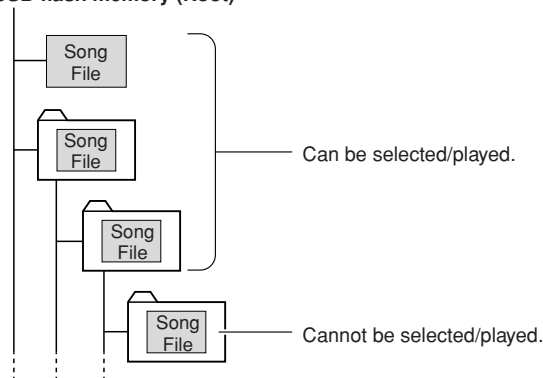 USB flash memory (Root)
Song
File
Song
File
Can be selected/played.
Song
File
Song
File
Cannot be selected/played.